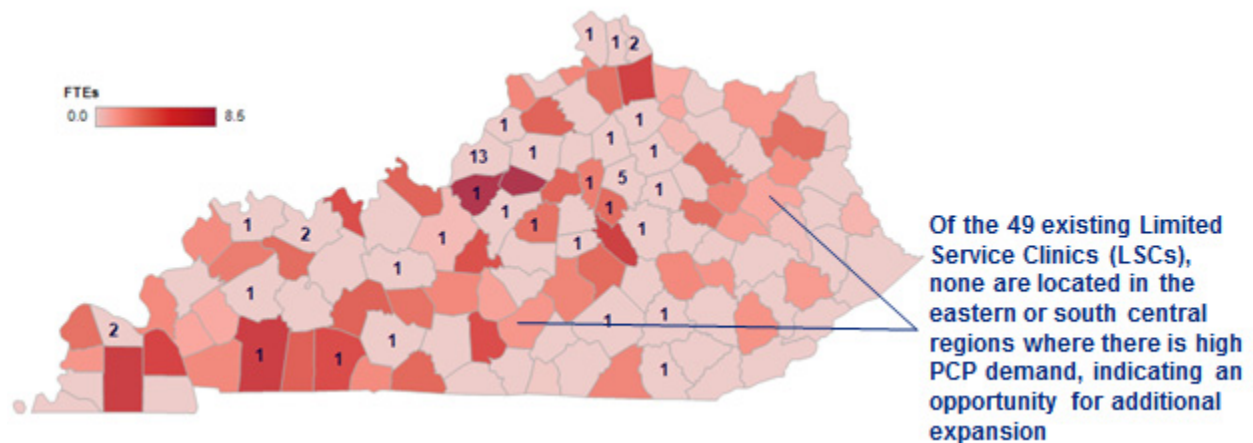 1 1 2
FTEs
0.0 8.5
1 1
1
1 1
13
1 5
1 1
1 1
1 1 1
2 1 1
1
1
1 1
2
1
1 1
1
Of the 49 existing Limited
Service Clinics (LSCs),
none are located in the
eastern or south central
regions where there is high
PCP demand, indicating an
opportunity for additional
expansion